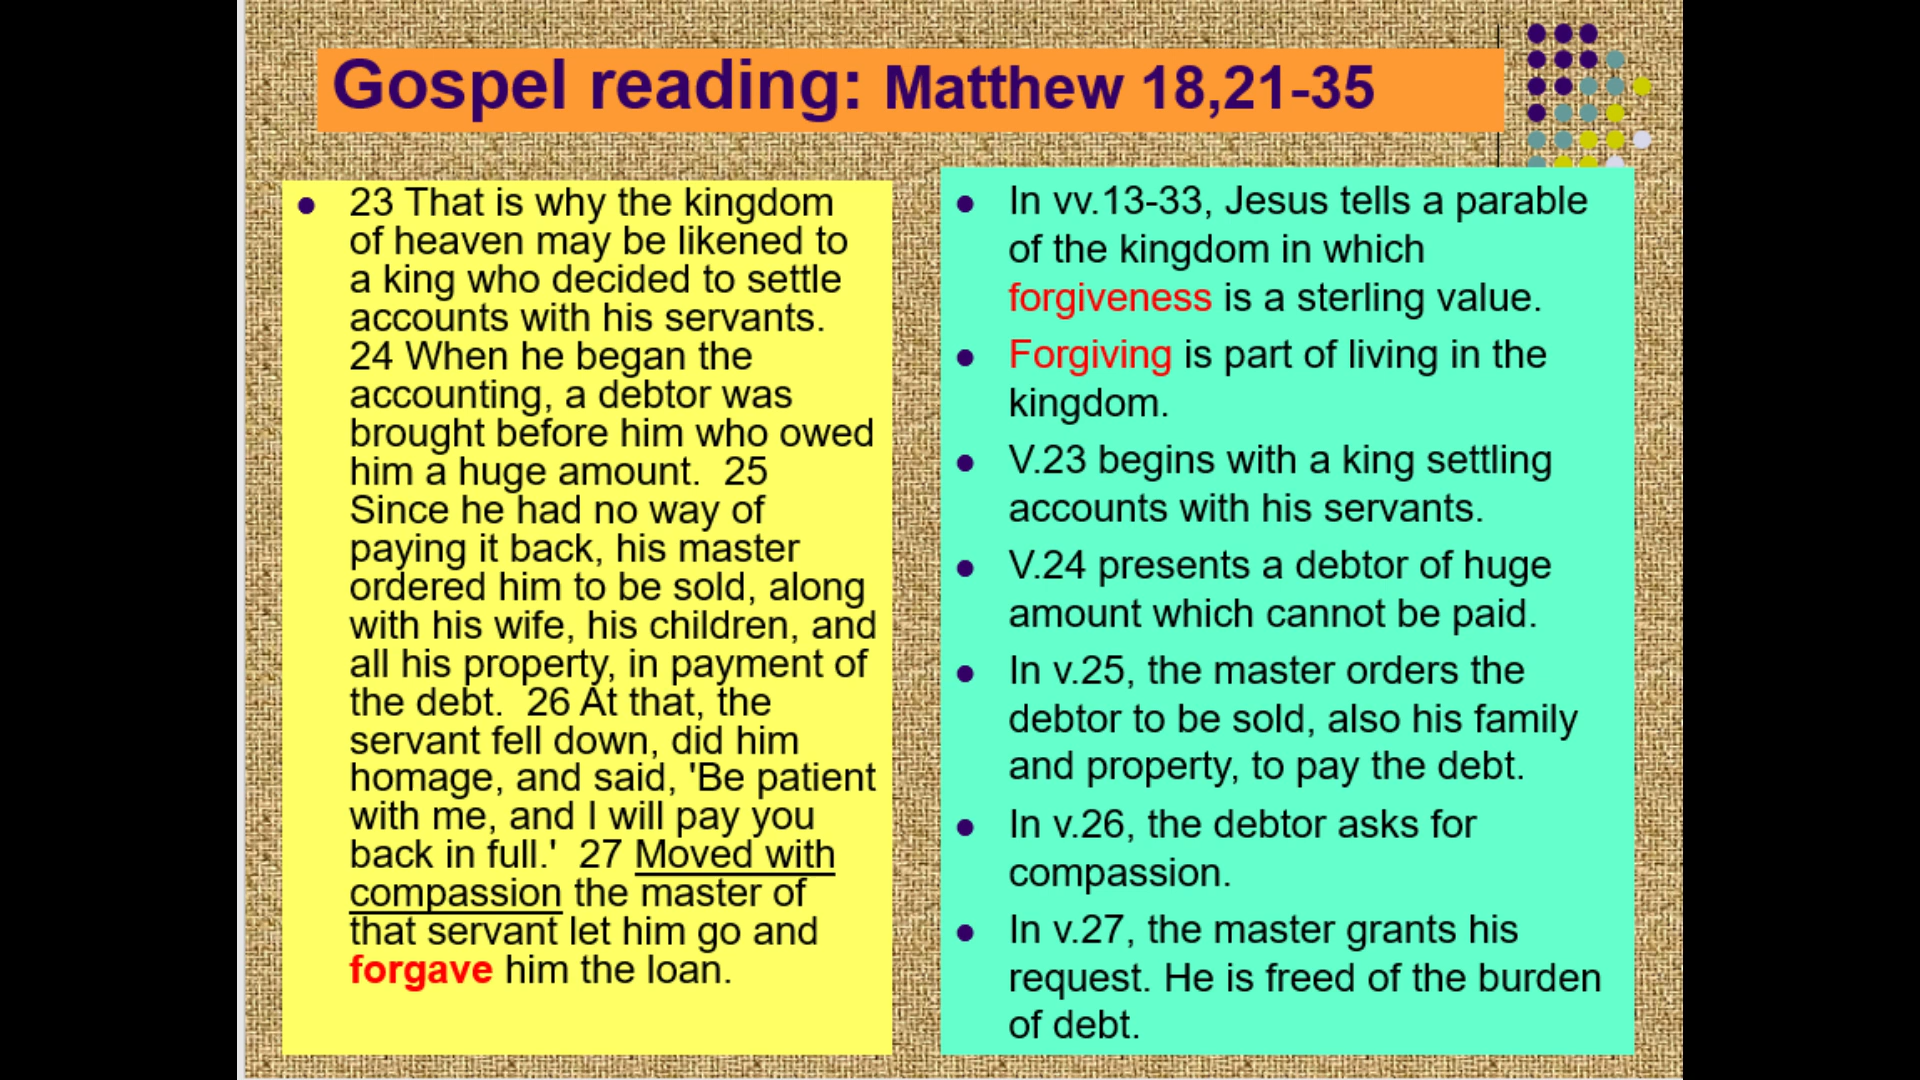 Gospel reading: Matthew 18,21-35
23 That is why the kingdom
of heaven may be likened to
a king who decided to settle
accounts with his servants.
24 When he began the
accounting, a debtor was
brought before him who owed
him a huge amount.  25
Since he had no way of
paying it back, his master
ordered him to be sold, along
with his wife, his children, and
all his property, in payment of
the debt.  26 At that, the
servant fell down, did him
homage, and said, 'Be patient
with me, and I will pay you
back in full.'  27 Moved with
compassion the master of
that servant let him go and
forgave him the loan.
In vv.13-33, Jesus tells a parable
of the kingdom in which
forgiveness is a sterling value.
Forgiving is part of living in the
kingdom.
V.23 begins with a king settling
accounts with his servants.
V.24 presents a debtor of huge
amount which cannot be paid.
In v.25, the master orders the
debtor to be sold, also his family
and property, to pay the debt.
In v.26, the debtor asks for
compassion.
In v.27, the master grants his
request. He is freed of the burden
of debt.